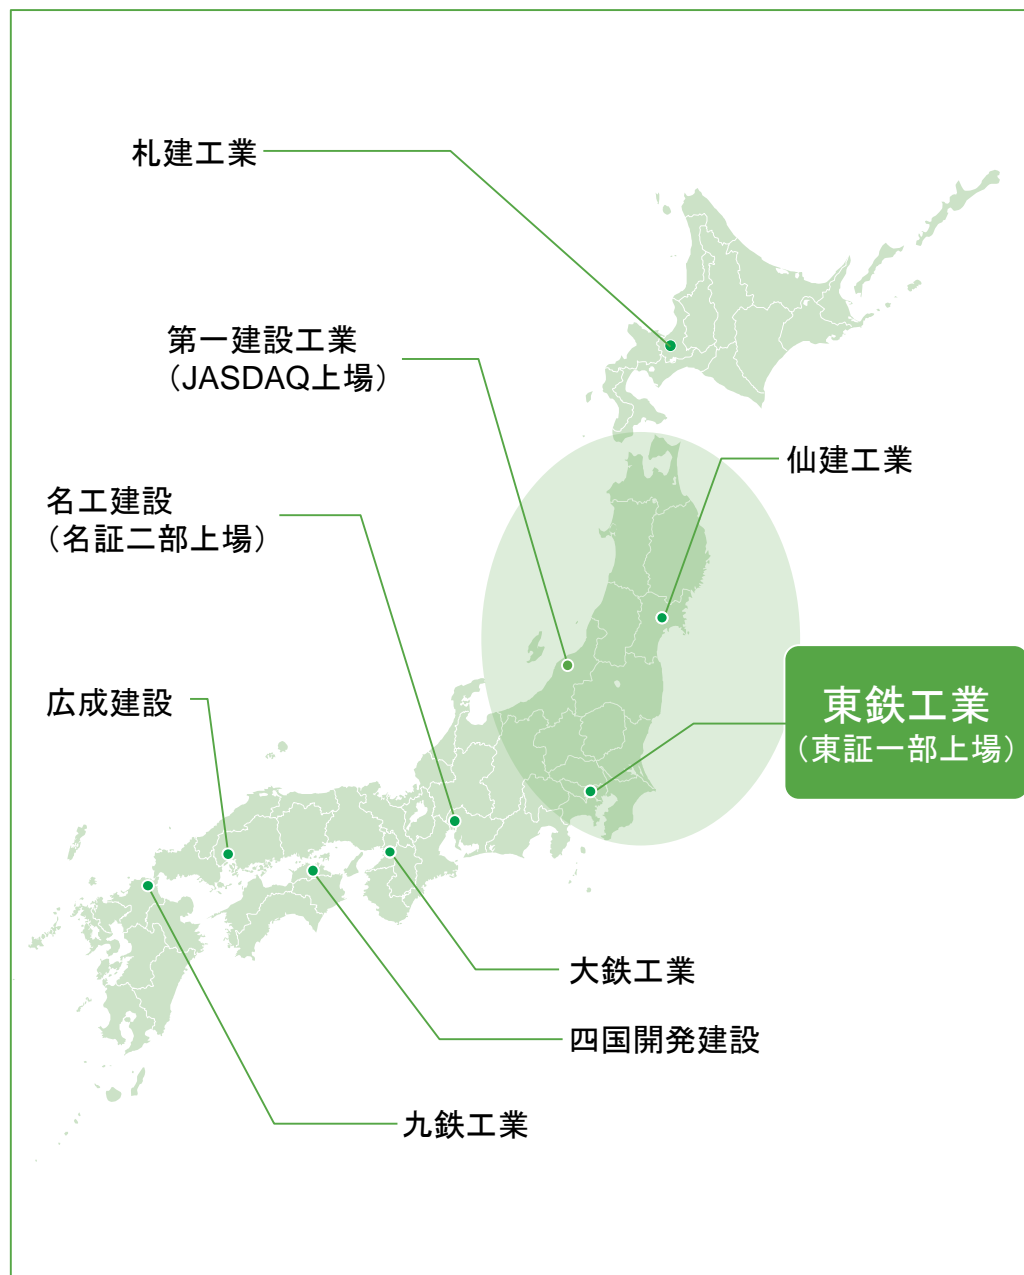 札建工業
第一建設工業
（JASDAQ上場）
仙建工業
名工建設
（名証二部上場）
広成建設
東鉄工業
（東証一部上場）
大鉄工業
四国開発建設
九鉄工業